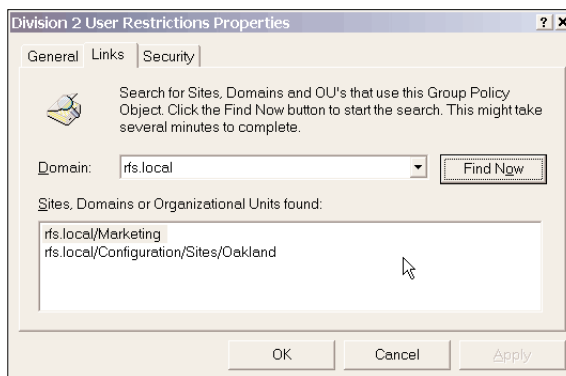 Division 2 User Restrictions Properties
General Links Security
Search for Sites, Domains and OU's that use this Group Policy
Object. Click the Find Now button to start the search. This might take
several minutes to complete.
Domain: rfs.local Find Now
Sites, Domains or Organizational Units found:
rfs.local/Marketing
rfs.local/Configuration/Sites/Oakland
OK Cancel Apply